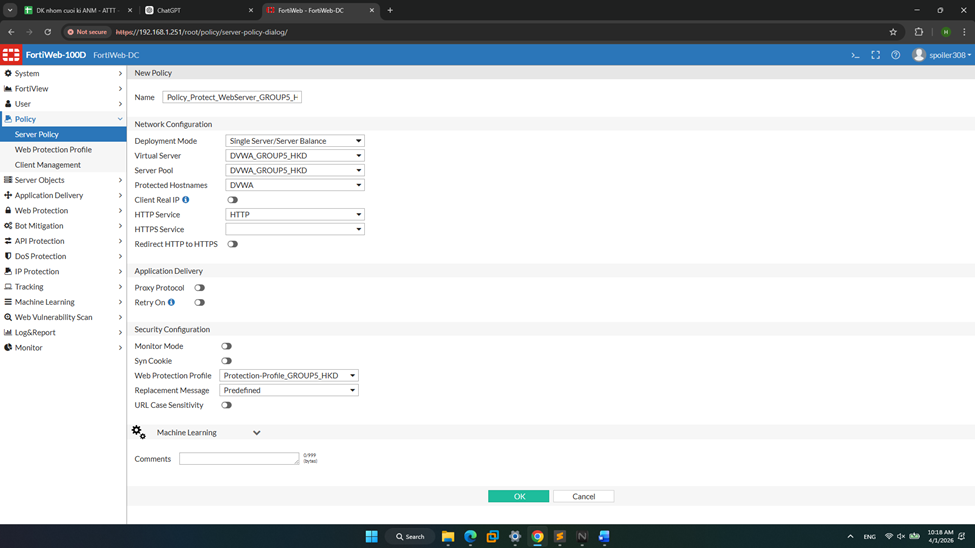 DK nhom cuoi ki ANM - ATTT -
ChatGPT
FortiWeb - FortiWeb-DC
Not secure
https://192.168.1.251/root/policy/server-policy-dialog/
H
FortiWeb-100D
FortiWeb-DC
spoiler308
System
FortiView
User
Policy
Server Policy
Web Protection Profile
Client Management
Server Objects
Application Delivery
Web Protection
Bot Mitigation
API Protection
DoS Protection
IP Protection
Tracking
Machine Learning
Web Vulnerability Scan
Log&Report
Monitor
New Policy
Name Policy_Protect_WebServer_GROUP5_H
Network Configuration
Deployment Mode Single Server/Server Balance
Virtual Server DVWA_GROUP5_HKD
Server Pool DVWA_GROUP5_HKD
Protected Hostnames DVWA
Client Real IP
HTTP Service HTTP
HTTPS Service
Redirect HTTP to HTTPS
Application Delivery
Proxy Protocol
Retry On
Security Configuration
Monitor Mode
Syn Cookie
Web Protection Profile Protection-Profile_GROUP5_HKD
Replacement Message Predefined
URL Case Sensitivity
Machine Learning
Comments 0/999
(bytes)
OK Cancel
Search
ENG
10:18 AM
4/1/2026